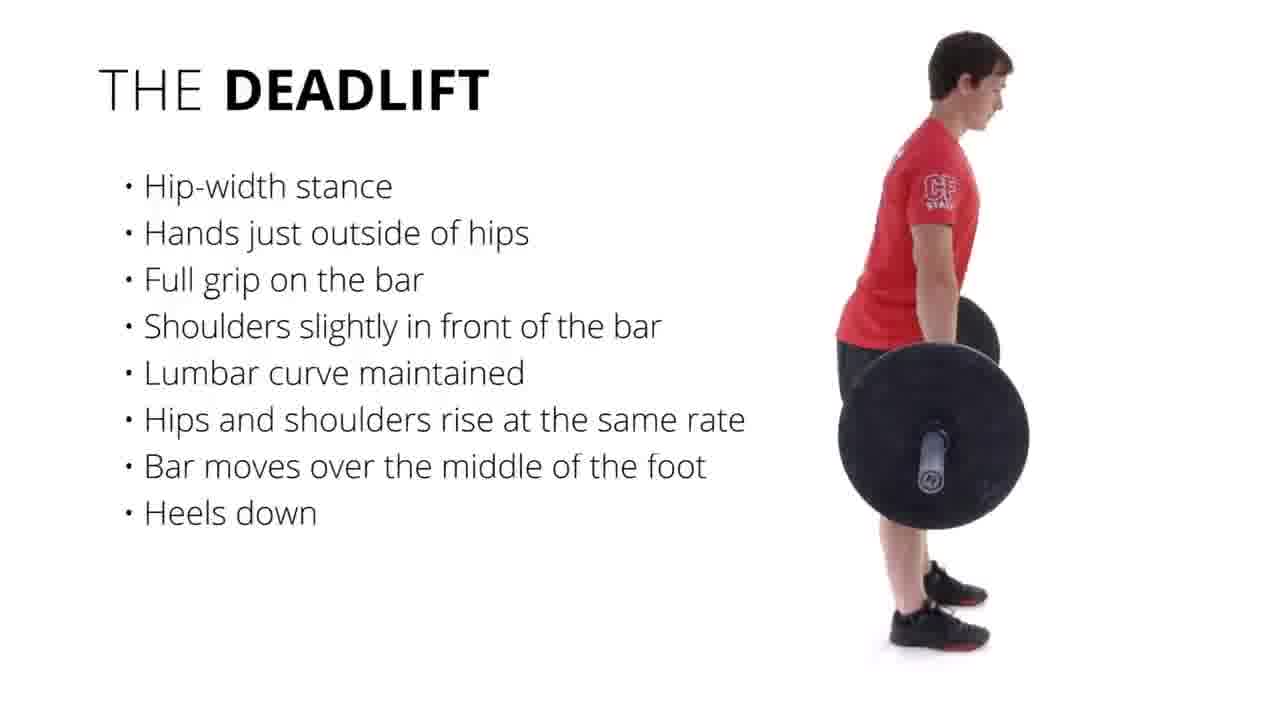 THE DEADLIFT
• Hip-width stance
• Hands just outside of hips
• Full grip on the bar
• Shoulders slightly in front of the bar
• Lumbar curve maintained
• Hips and shoulders rise at the same rate
• Bar moves over the middle of the foot
• Heels down
CF